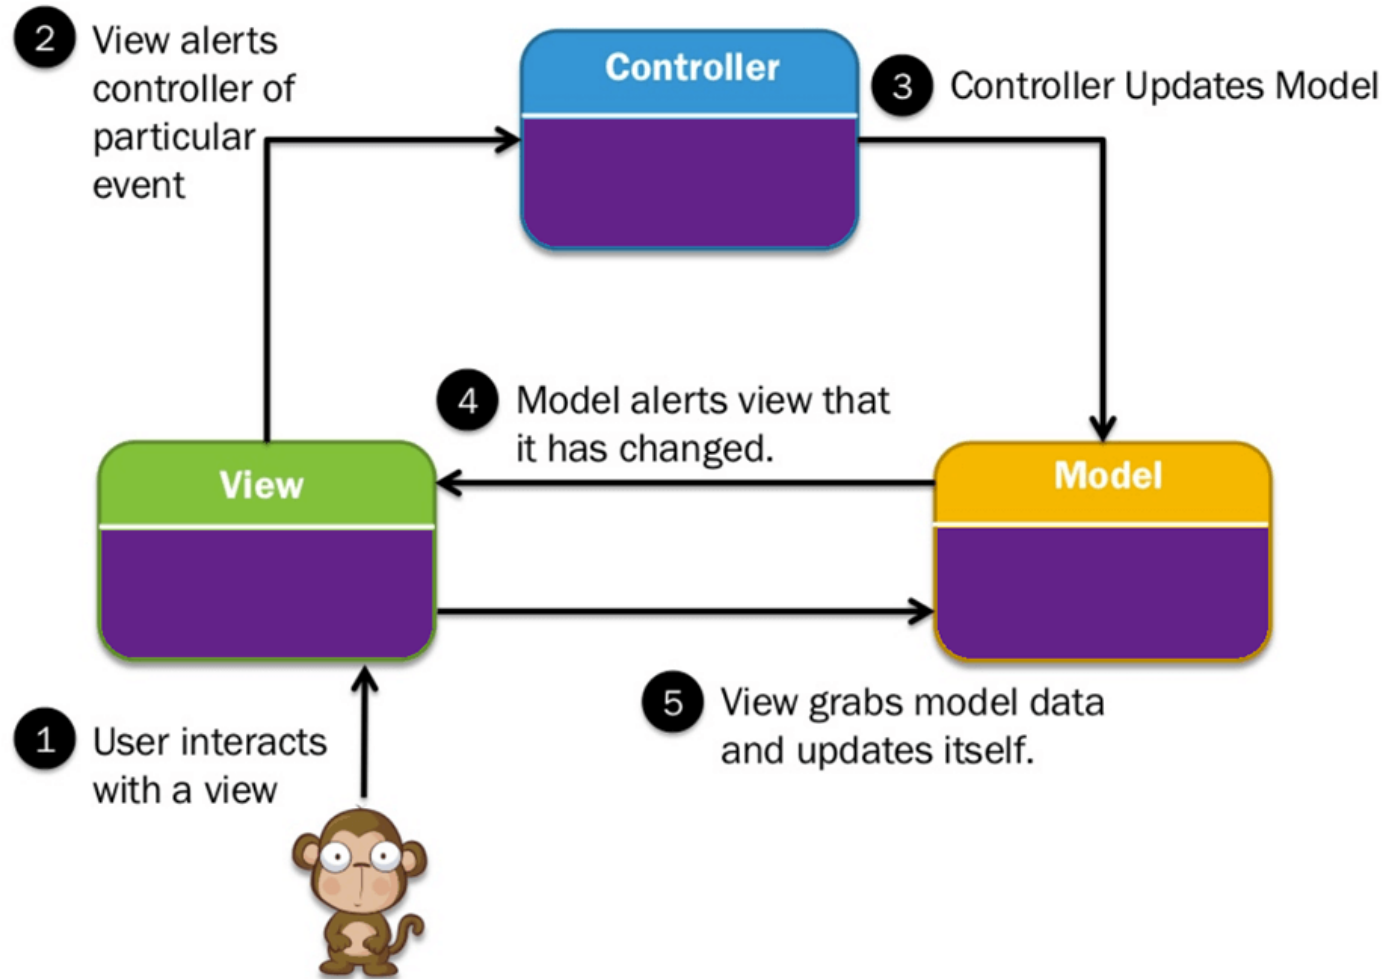 2
View alerts
controller of
particular
event
Controller
3
Controller Updates Model
4
Model alerts view that
it has changed.
View
Model
1
User interacts
with a view
5
View grabs model data
and updates itself.